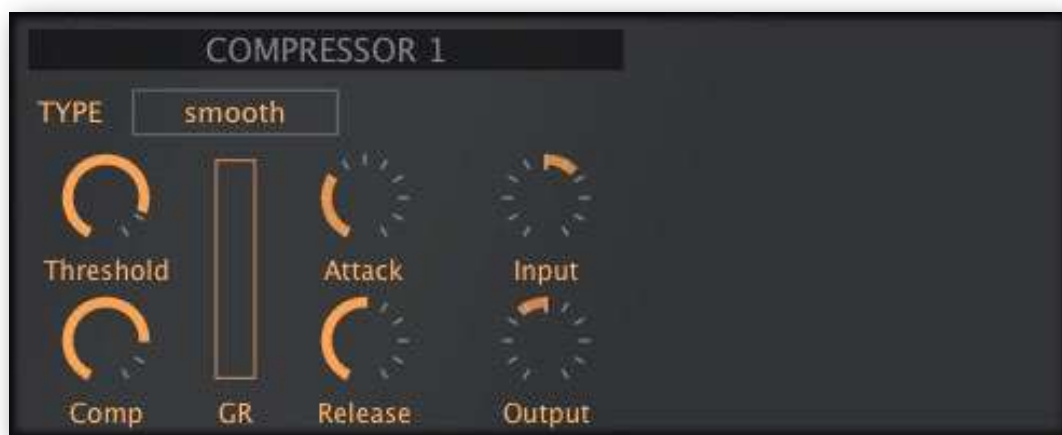 COMPRESSOR 1
TYPE smooth
Threshold Attack Input
Comp GR Release Output